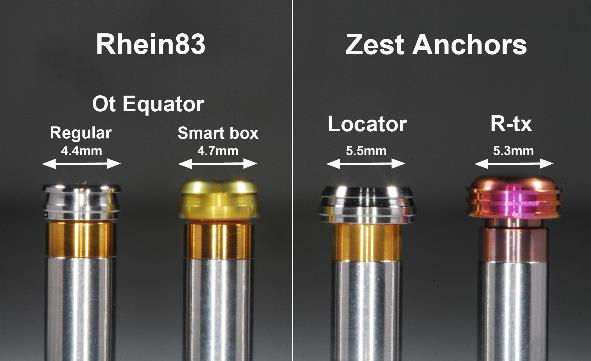 Rhein83
Zest Anchors
Ot Equator
Regular
4.4mm
Smart box
4.7mm
Locator
5.5mm
R-tx
5.3mm